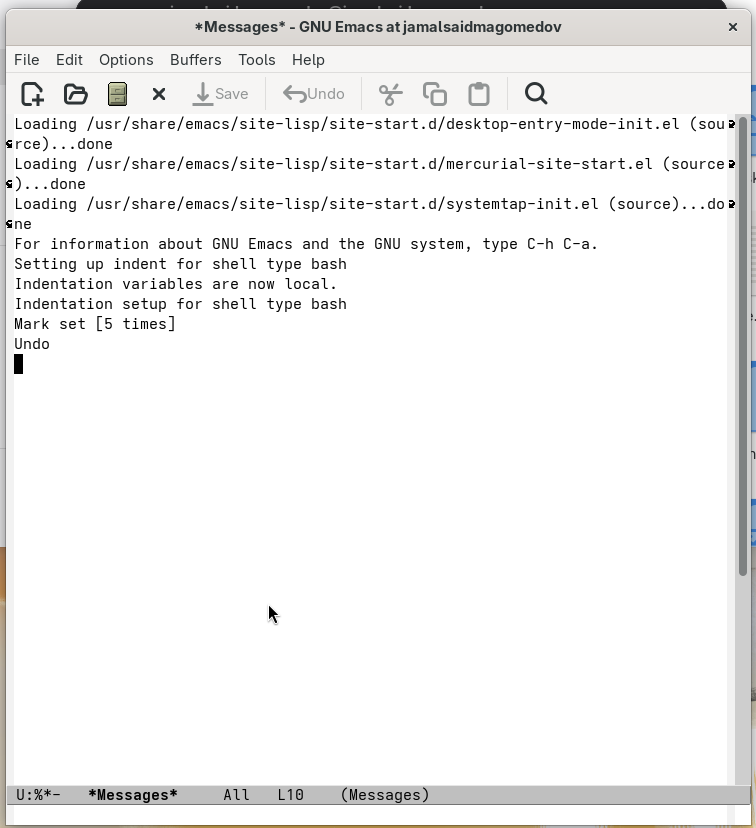 *Messages* - GNU Emacs at jamalsaidmagomedov
File Edit Options Buffers Tools Help
Save Undo
Loading /usr/share/emacs/site-lisp/site-start.d/desktop-entry-mode-init.el (sou
rce)...done
Loading /usr/share/emacs/site-lisp/site-start.d/mercurial-site-start.el (source
)...done
Loading /usr/share/emacs/site-lisp/site-start.d/systemtap-init.el (source)...do
ne
For information about GNU Emacs and the GNU system, type C-h C-a.
Setting up indent for shell type bash
Indentation variables are now local.
Indentation setup for shell type bash
Mark set [5 times]
Undo
U:%*- *Messages* All L10 (Messages)